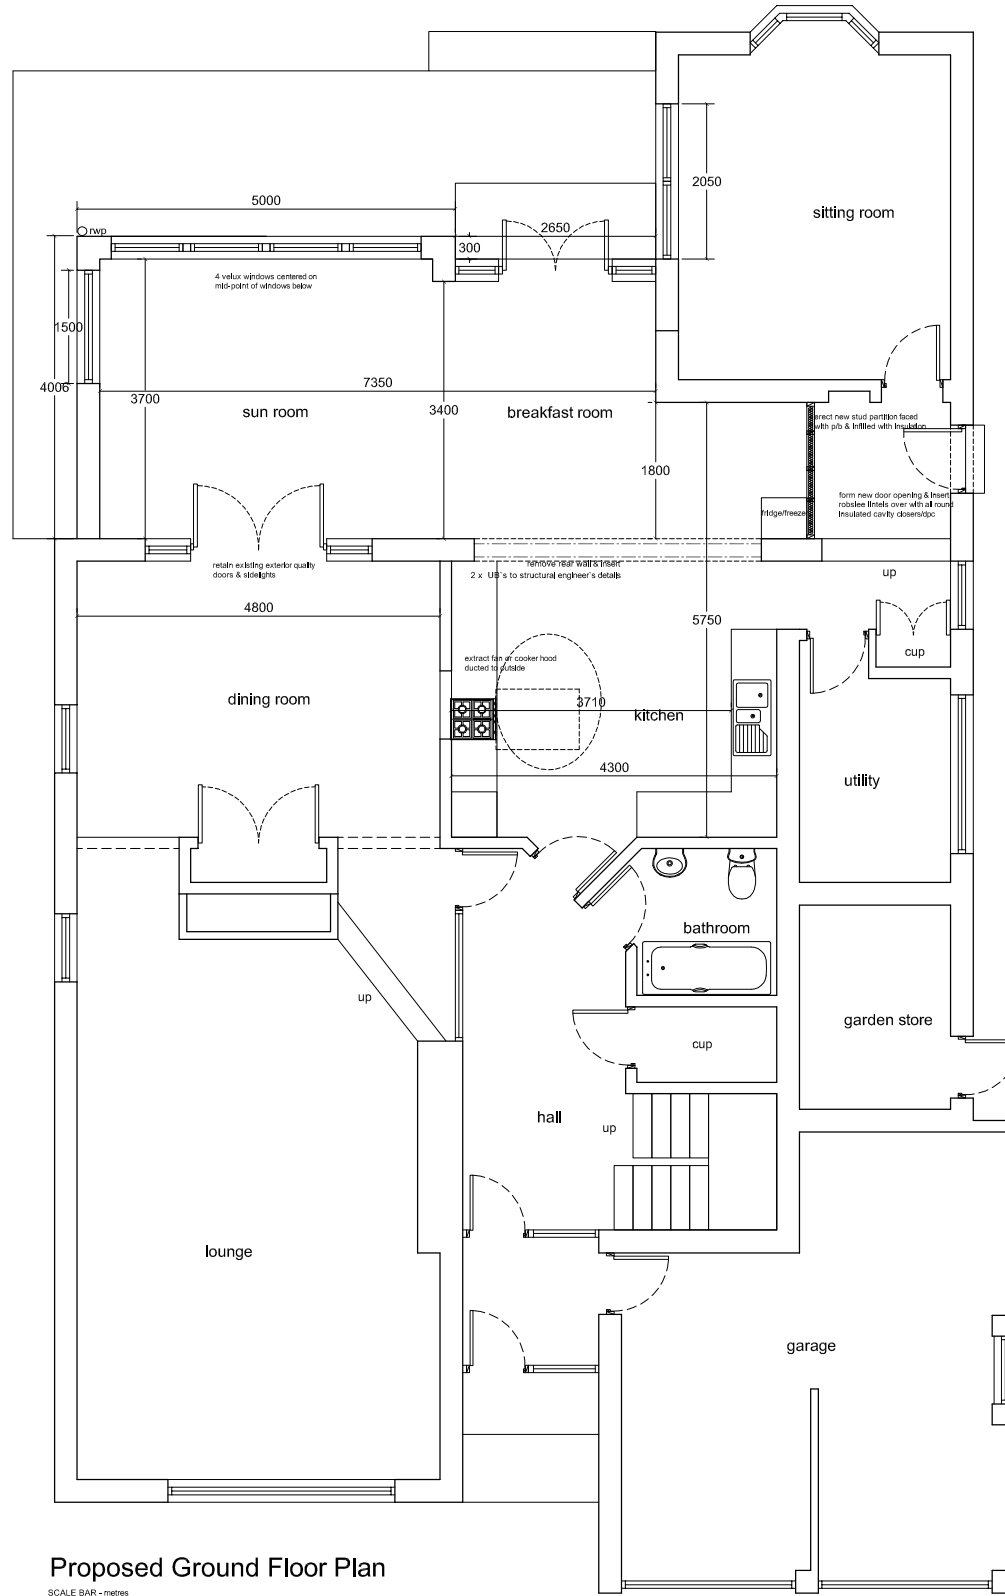 2050
sitting room
5000
rwp
2650
300
4 velux windows centered on
mid-point of windows below
1500
4006
3700
7350
3400
sun room
breakfast room
erect new stud partition faced
with p/b & infilled with insulation
1800
form new door opening & insert
robslee lintels over with all round
insulated cavity closers/dpc
fridge/freeze
retain existing exterior quality
doors & sidelights
remove rear wall & insert
2 x UB's to structural engineer's details
up
4800
5750
cup
extract fan or cooker hood
ducted to outside
dining room
3710
kitchen
4300
utility
bathroom
up
garden store
cup
hall
up
lounge
garage
Proposed Ground Floor Plan
SCALE BAR - metres